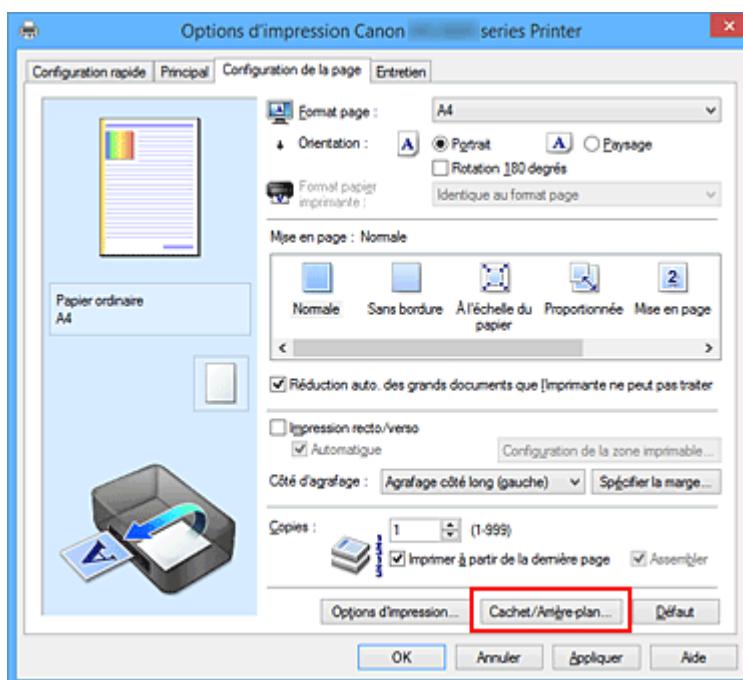 Options d'impression Canon series Printer
Configuration rapide Principal Configuration de la page Entretien
Format page : A4
Orientation : A Portrait A Paysage
Rotation 180 degrés
Format papier imprimante : Identique au format page
Mise en page : Normale
Normale Sans bordure À l'échelle du papier Proportionnée Mise en page
2
Papier ordinaire
A4
Réduction auto. des grands documents que l'imprimante ne peut pas traiter
Impression recto/verso
Automatique Configuration de la zone imprimable...
Côté d'agrafage : Agrafage côté long (gauche) Spécifier la marge...
Copies : 1 (1-999)
Imprimer à partir de la dernière page Assembler
A
Options d'impression... Cachet/Arrière-plan... Défaut
OK Annuler Appliquer Aide